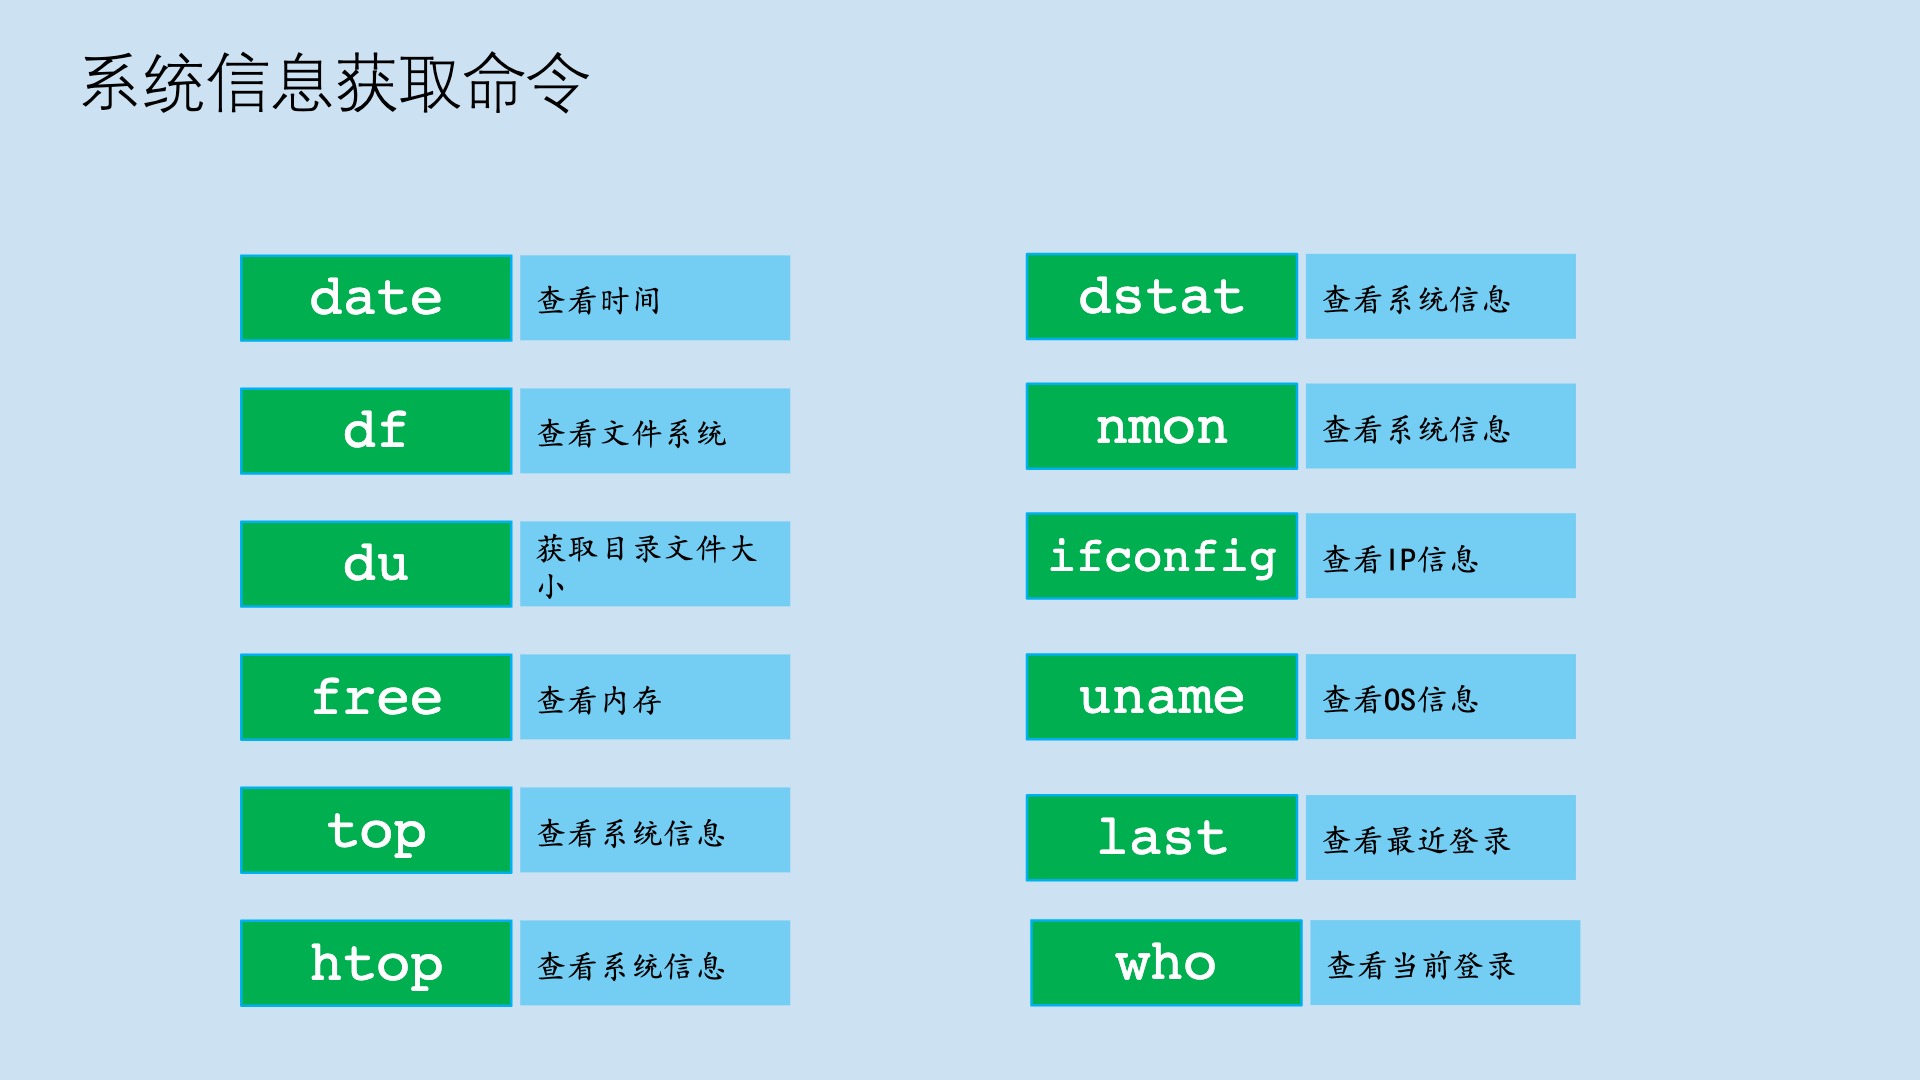 系统信息获取命令
date
查看时间
df
查看文件系统
du
获取目录文件大
小
free
查看内存
top
查看系统信息
htop
查看系统信息
dstat
查看系统信息
nmon
查看系统信息
ifconfig
查看IP信息
uname
查看OS信息
last
查看最近登录
who
查看当前登录